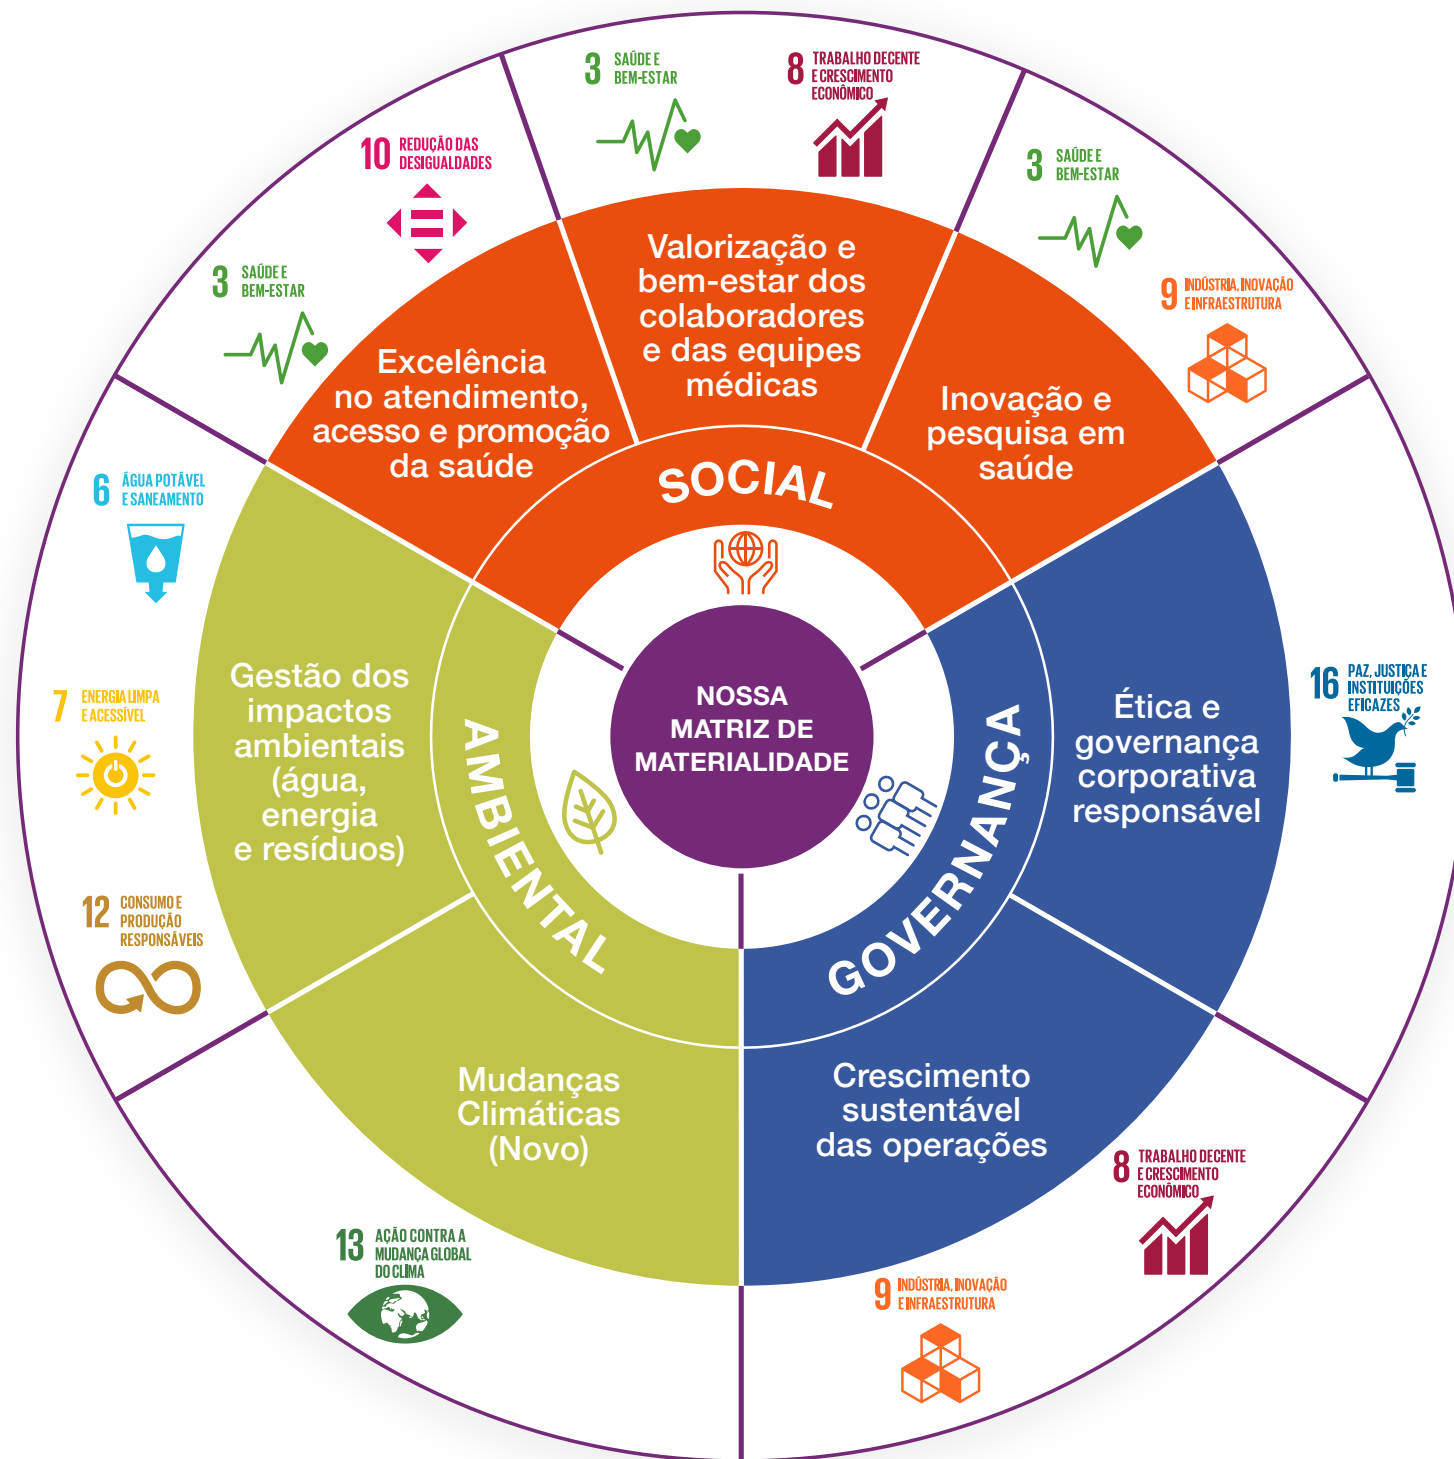 3 SAÚDE E
BEM-ESTAR
8 TRABALHO DECENTE
E CRESCIMENTO
ECONÔMICO
10 REDUÇÃO DAS
DESIGUALDADES
3 SAÚDE E
BEM-ESTAR
3 SAÚDE E
BEM-ESTAR
9 INDÚSTRIA, INOVAÇÃO
E INFRAESTRUTURA
Excelência
no atendimento,
acesso e promoção
da saúde
Valorização e
bem-estar dos
colaboradores
e das equipes
médicas
Inovação e
pesquisa em
saúde
SOCIAL
6 ÁGUA POTÁVEL
E SANEAMENTO
7 ENERGIA LIMPA
E ACESSÍVEL
12 CONSUMO E
PRODUÇÃO
RESPONSÁVEIS
Gestão dos
impactos
ambientais
(água,
energia
e resíduos)
AMBIENTAL
NOSSA
MATRIZ DE
MATERIALIDADE
GOVERNANÇA
Ética e
governança
corporativa
responsável
16 PAZ, JUSTIÇA E
INSTITUIÇÕES
EFICAZES
Mudanças
Climáticas
(Novo)
Crescimento
sustentável
das operações
13 AÇÃO CONTRA A
MUDANÇA GLOBAL
DO CLIMA
8 TRABALHO DECENTE
E CRESCIMENTO
ECONÔMICO
9 INDÚSTRIA, INOVAÇÃO
E INFRAESTRUTURA